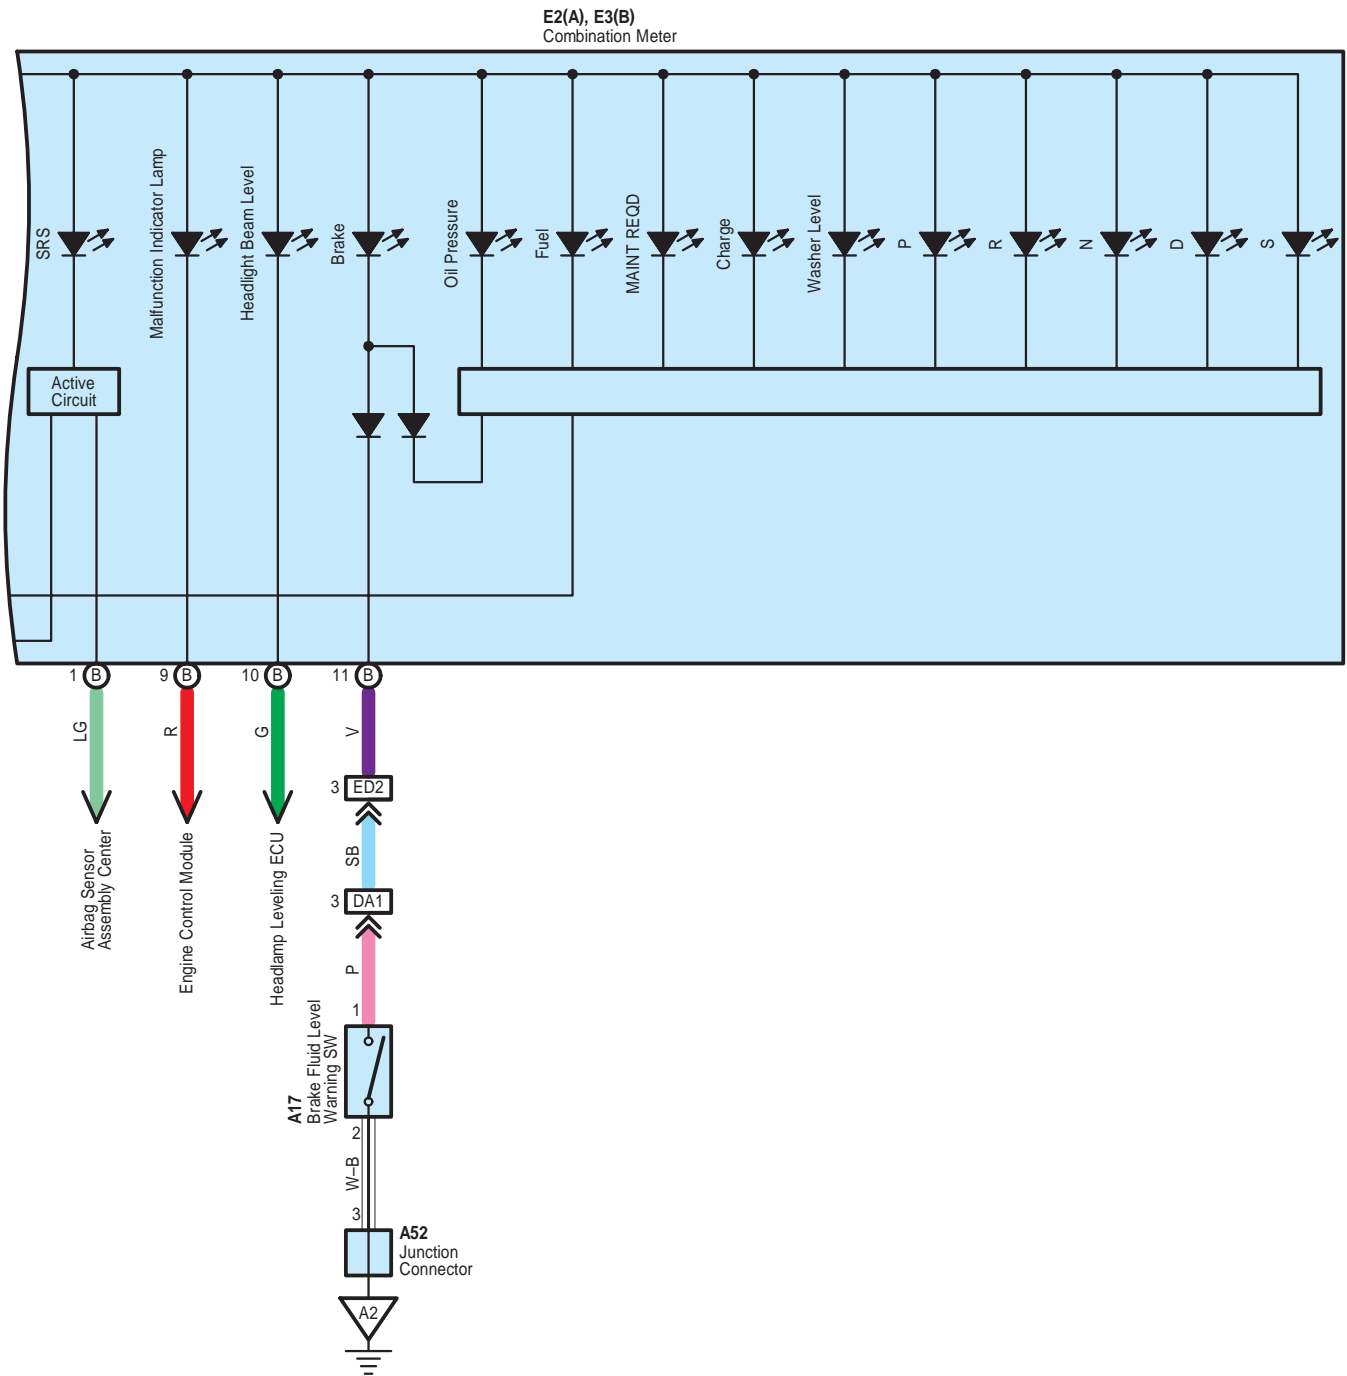 E2(A), E3(B)
Combination Meter
SRS
Malfunction Indicator Lamp
Headlight Beam Level
Brake
Oil Pressure
Fuel
MAINT REQD
Charge
Washer Level
P
R
N
D
S
Active
Circuit
1 B
9 B
10 B
11 B
LG
R
G
V
3 ED2
Airbag Sensor
Assembly Center
Engine Control Module
Headlamp Leveling ECU
SB
3 DA1
P
1
A17
Brake Fluid Level
Warning SW
2
W–B
3
A52
Junction
Connector
A2